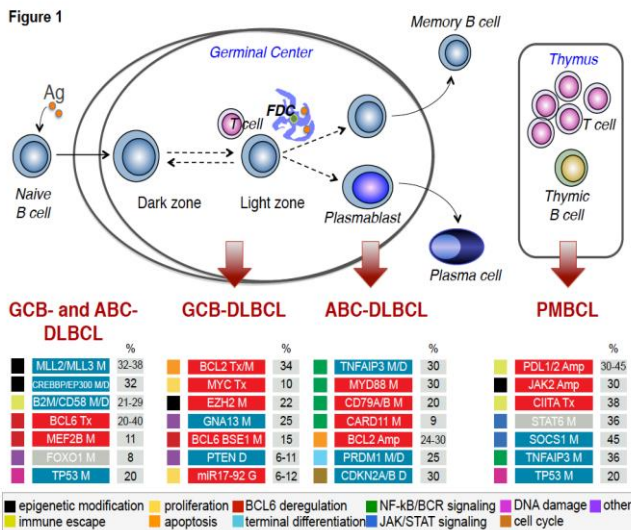 Figure 1
Memory B cell
Germinal Center
Thymus
Ag
FDC
T cell
T cell
Naive
B cell
Dark zone
Light zone
Plasmablast
Thymic
B cell
Plasma cell
GCB- and ABC-
DLBCL
GCB-DLBCL
ABC-DLBCL
PMBCL
%
MLL2/MLL3 M 32-38
CREBBP/EP300 M/D 32
B2M/CD58 M/D 21-29
BCL6 Tx 20-40
MEF2B M 11
FOXO1 M 8
TP53 M 20
%
BCL2 Tx/M 34
MYC Tx 10
EZH2 M 22
GNA13 M 25
BCL6 BSE1 M 15
PTEN D 6-11
miR17-92 G 6-12
%
TNFAIP3 M/D 30
MYD88 M 30
CD79A/B M 20
CARD11 M 9
BCL2 Amp 24-30
PRDM1 M/D 25
CDKN2A/B D 30
%
PDL1/2 Amp 30-45
JAK2 Amp 30
CIITA Tx 38
STAT6 M 36
SOCS1 M 45
TNFAIP3 M 36
TP53 M 20
epigenetic modification proliferation BCL6 deregulation NF-kB/BCR signaling DNA damage other
immune escape apoptosis terminal differentiation JAK/STAT signaling cell cycle